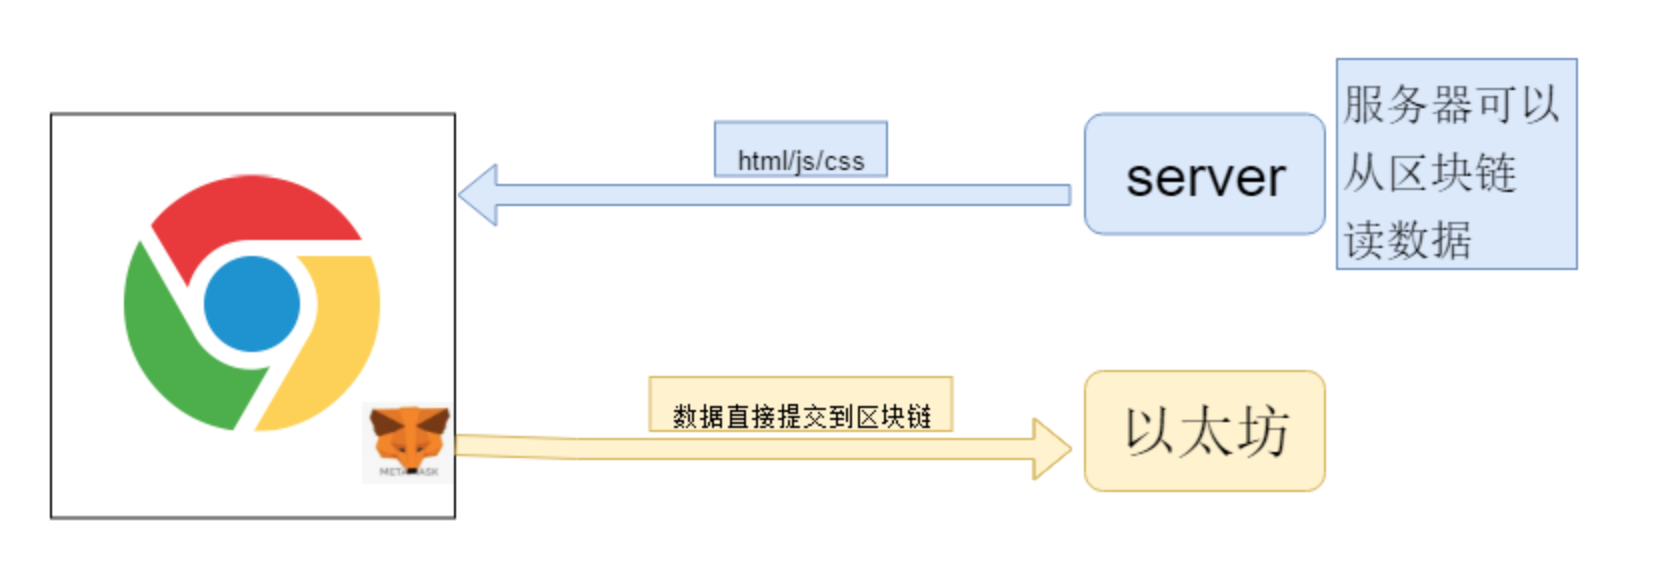 html/js/css
server
服务器可以
从区块链
读数据
数据直接提交到区块链
以太坊
METAMASK